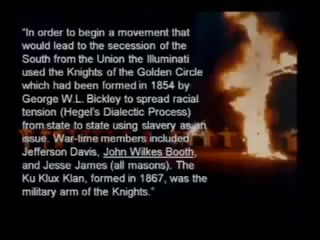 "In order to begin a movement that
would lead to the secession of the
South from the Union the Illuminati
used the Knights of the Golden Circle
which had been formed in 1854 by
George W.L. Bickley to spread racial
tension (Hegel's Dialectic Process)
from state to state using slavery as an
issue. War-time members included
Jefferson Davis, John Wilkes Booth,
and Jesse James (all masons). The
Ku Klux Klan, formed in 1867, was the
military arm of the Knights."